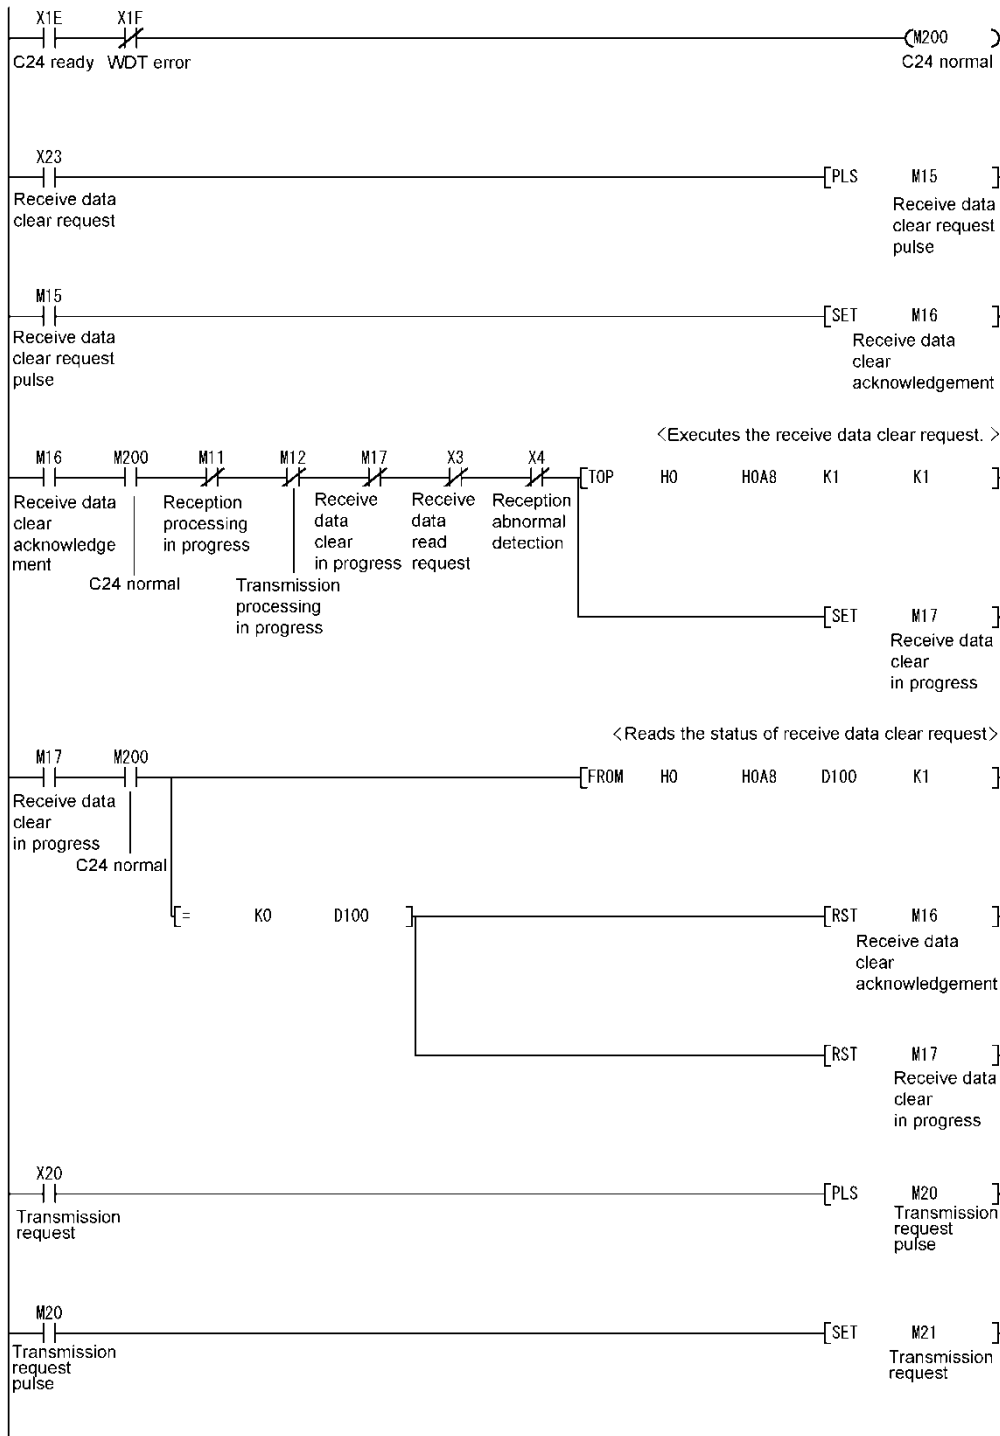 X1E X1F
(M200 )
C24 ready WDT error C24 normal
X23
[PLS M15 ]
Receive data
clear request
Receive data
clear request
pulse
M15
[SET M16 ]
Receive data
clear request
pulse
Receive data
clear
acknowledgement
<Executes the receive data clear request. >
M16 M200 M11 M12 M17 X3 X4
[TOP H0 H0A8 K1 K1 ]
Receive data
clear
acknowledge
ment
C24 normal
Reception
processing
in progress
Transmission
processing
in progress
Receive
data
clear
in progress
Receive
data
read
request
Reception
abnormal
detection
[SET M17 ]
Receive data
clear
in progress
<Reads the status of receive data clear request>
M17 M200
[FROM H0 H0A8 D100 K1 ]
Receive data
clear
in progress
C24 normal
[= K0 D100 ]
[RST M16 ]
Receive data
clear
acknowledgement
[RST M17 ]
Receive data
clear
in progress
X20
[PLS M20 ]
Transmission
request
Transmission
request
pulse
M20
[SET M21 ]
Transmission
request
pulse
Transmission
request